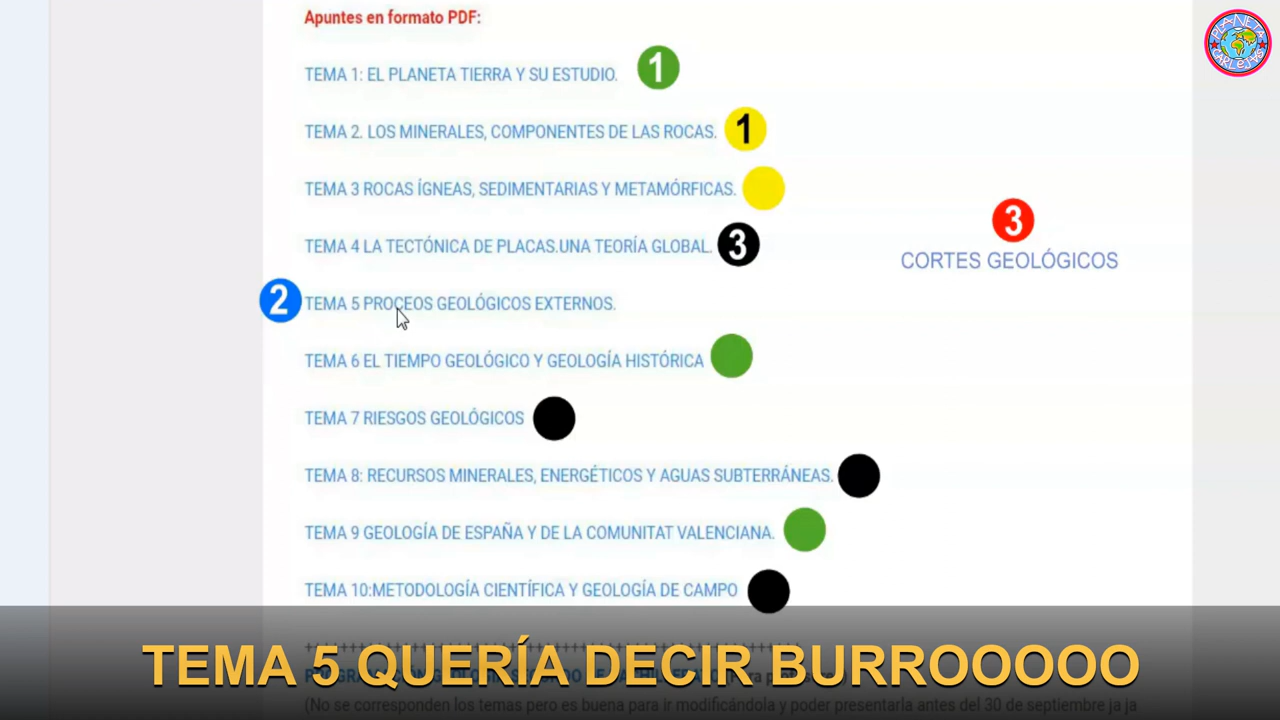 Apuntes en formato PDF:
TEMA 1: EL PLANETA TIERRA Y SU ESTUDIO. 1
TEMA 2. LOS MINERALES, COMPONENTES DE LAS ROCAS. 1
TEMA 3 ROCAS ÍGNEAS, SEDIMENTARIAS Y METAMÓRFICAS.
3
TEMA 4 LA TECTÓNICA DE PLACAS.UNA TEORÍA GLOBAL. 3
CORTES GEOLÓGICOS
2 TEMA 5 PROCEOS GEOLÓGICOS EXTERNOS.
TEMA 6 EL TIEMPO GEOLÓGICO Y GEOLOGÍA HISTÓRICA
TEMA 7 RIESGOS GEOLÓGICOS
TEMA 8: RECURSOS MINERALES, ENERGÉTICOS Y AGUAS SUBTERRÁNEAS.
TEMA 9 GEOLOGÍA DE ESPAÑA Y DE LA COMUNITAT VALENCIANA.
TEMA 10:METODOLOGÍA CIENTÍFICA Y GEOLOGÍA DE CAMPO
TEMA 5 QUERÍA DECIR BURROOOOO
(No se corresponden los temas pero es buena para ir modificándola y poder presentarla antes del 30 de septiembre ja ja
PLANETA
CARLEJAS